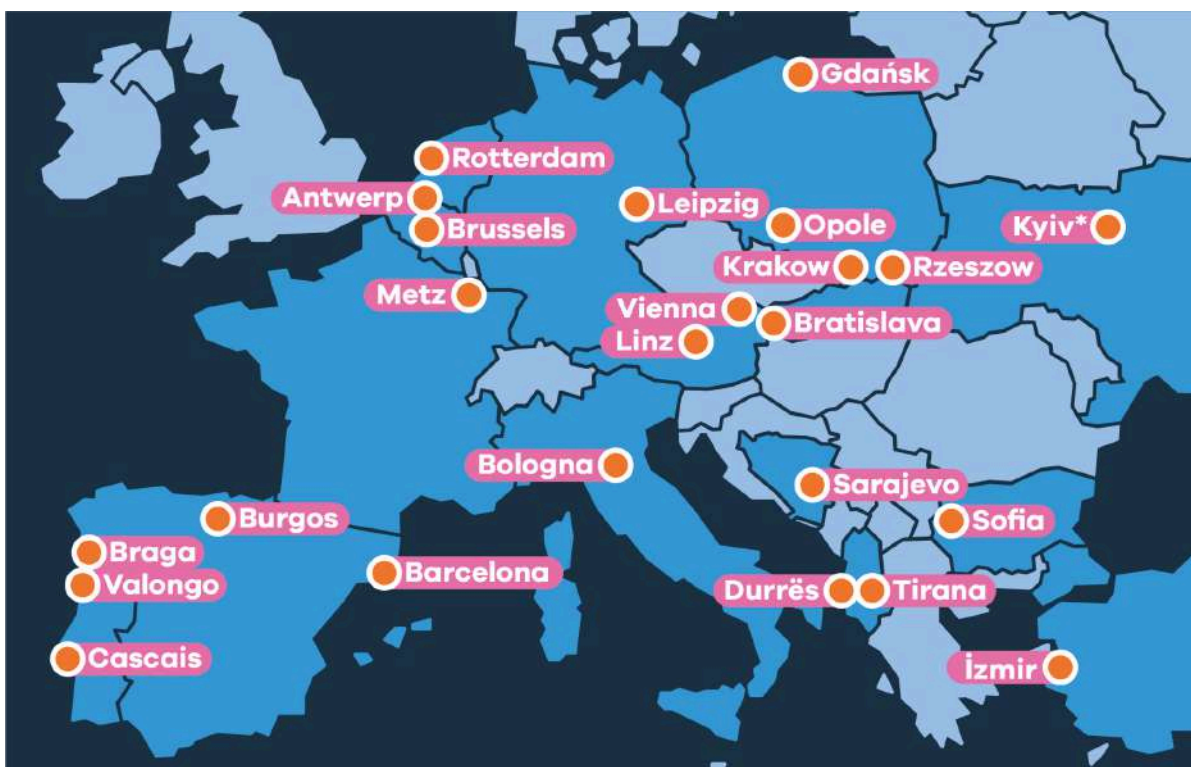 Gdańsk
Rotterdam
Antwerp
Leipzig
Brussels
Opole
Kyiv*
Krakow
Rzeszow
Metz
Vienna
Bratislava
Linz
Bologna
Sarajevo
Burgos
Sofia
Braga
Barcelona
Valongo
Durrës
Tirana
Cascais
İzmir